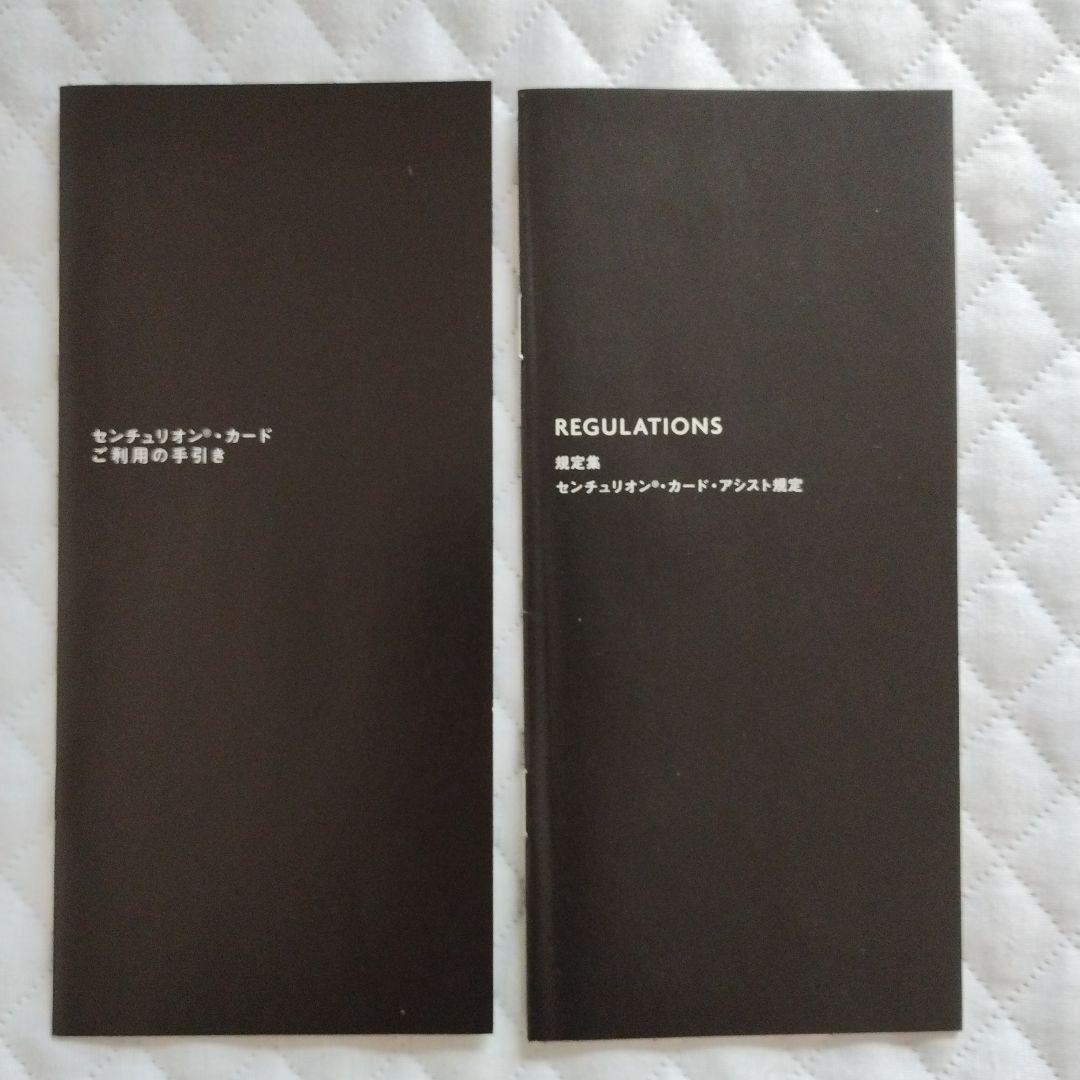 センチュリオン®・カード
ご利用の手引き
REGULATIONS
規定集
センチュリオン®・カード・アシスト規定